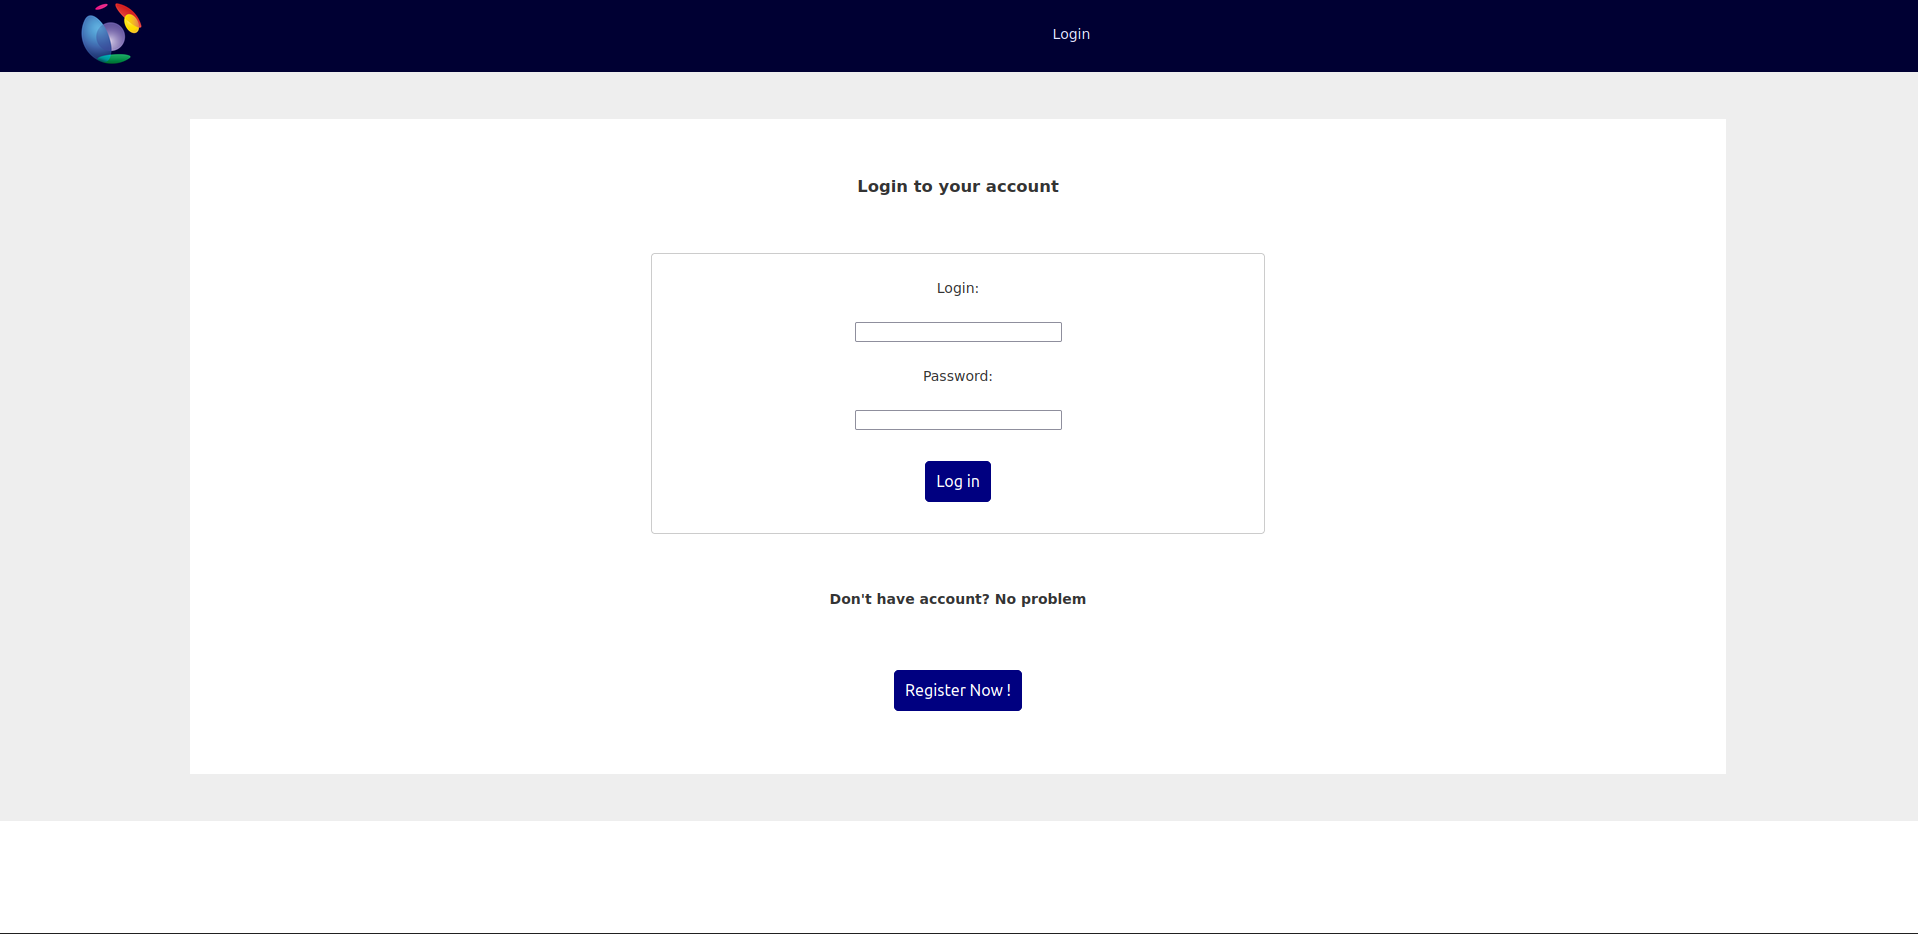 Login
Login to your account
Login:
Password:
Log in
Don't have account? No problem
Register Now !